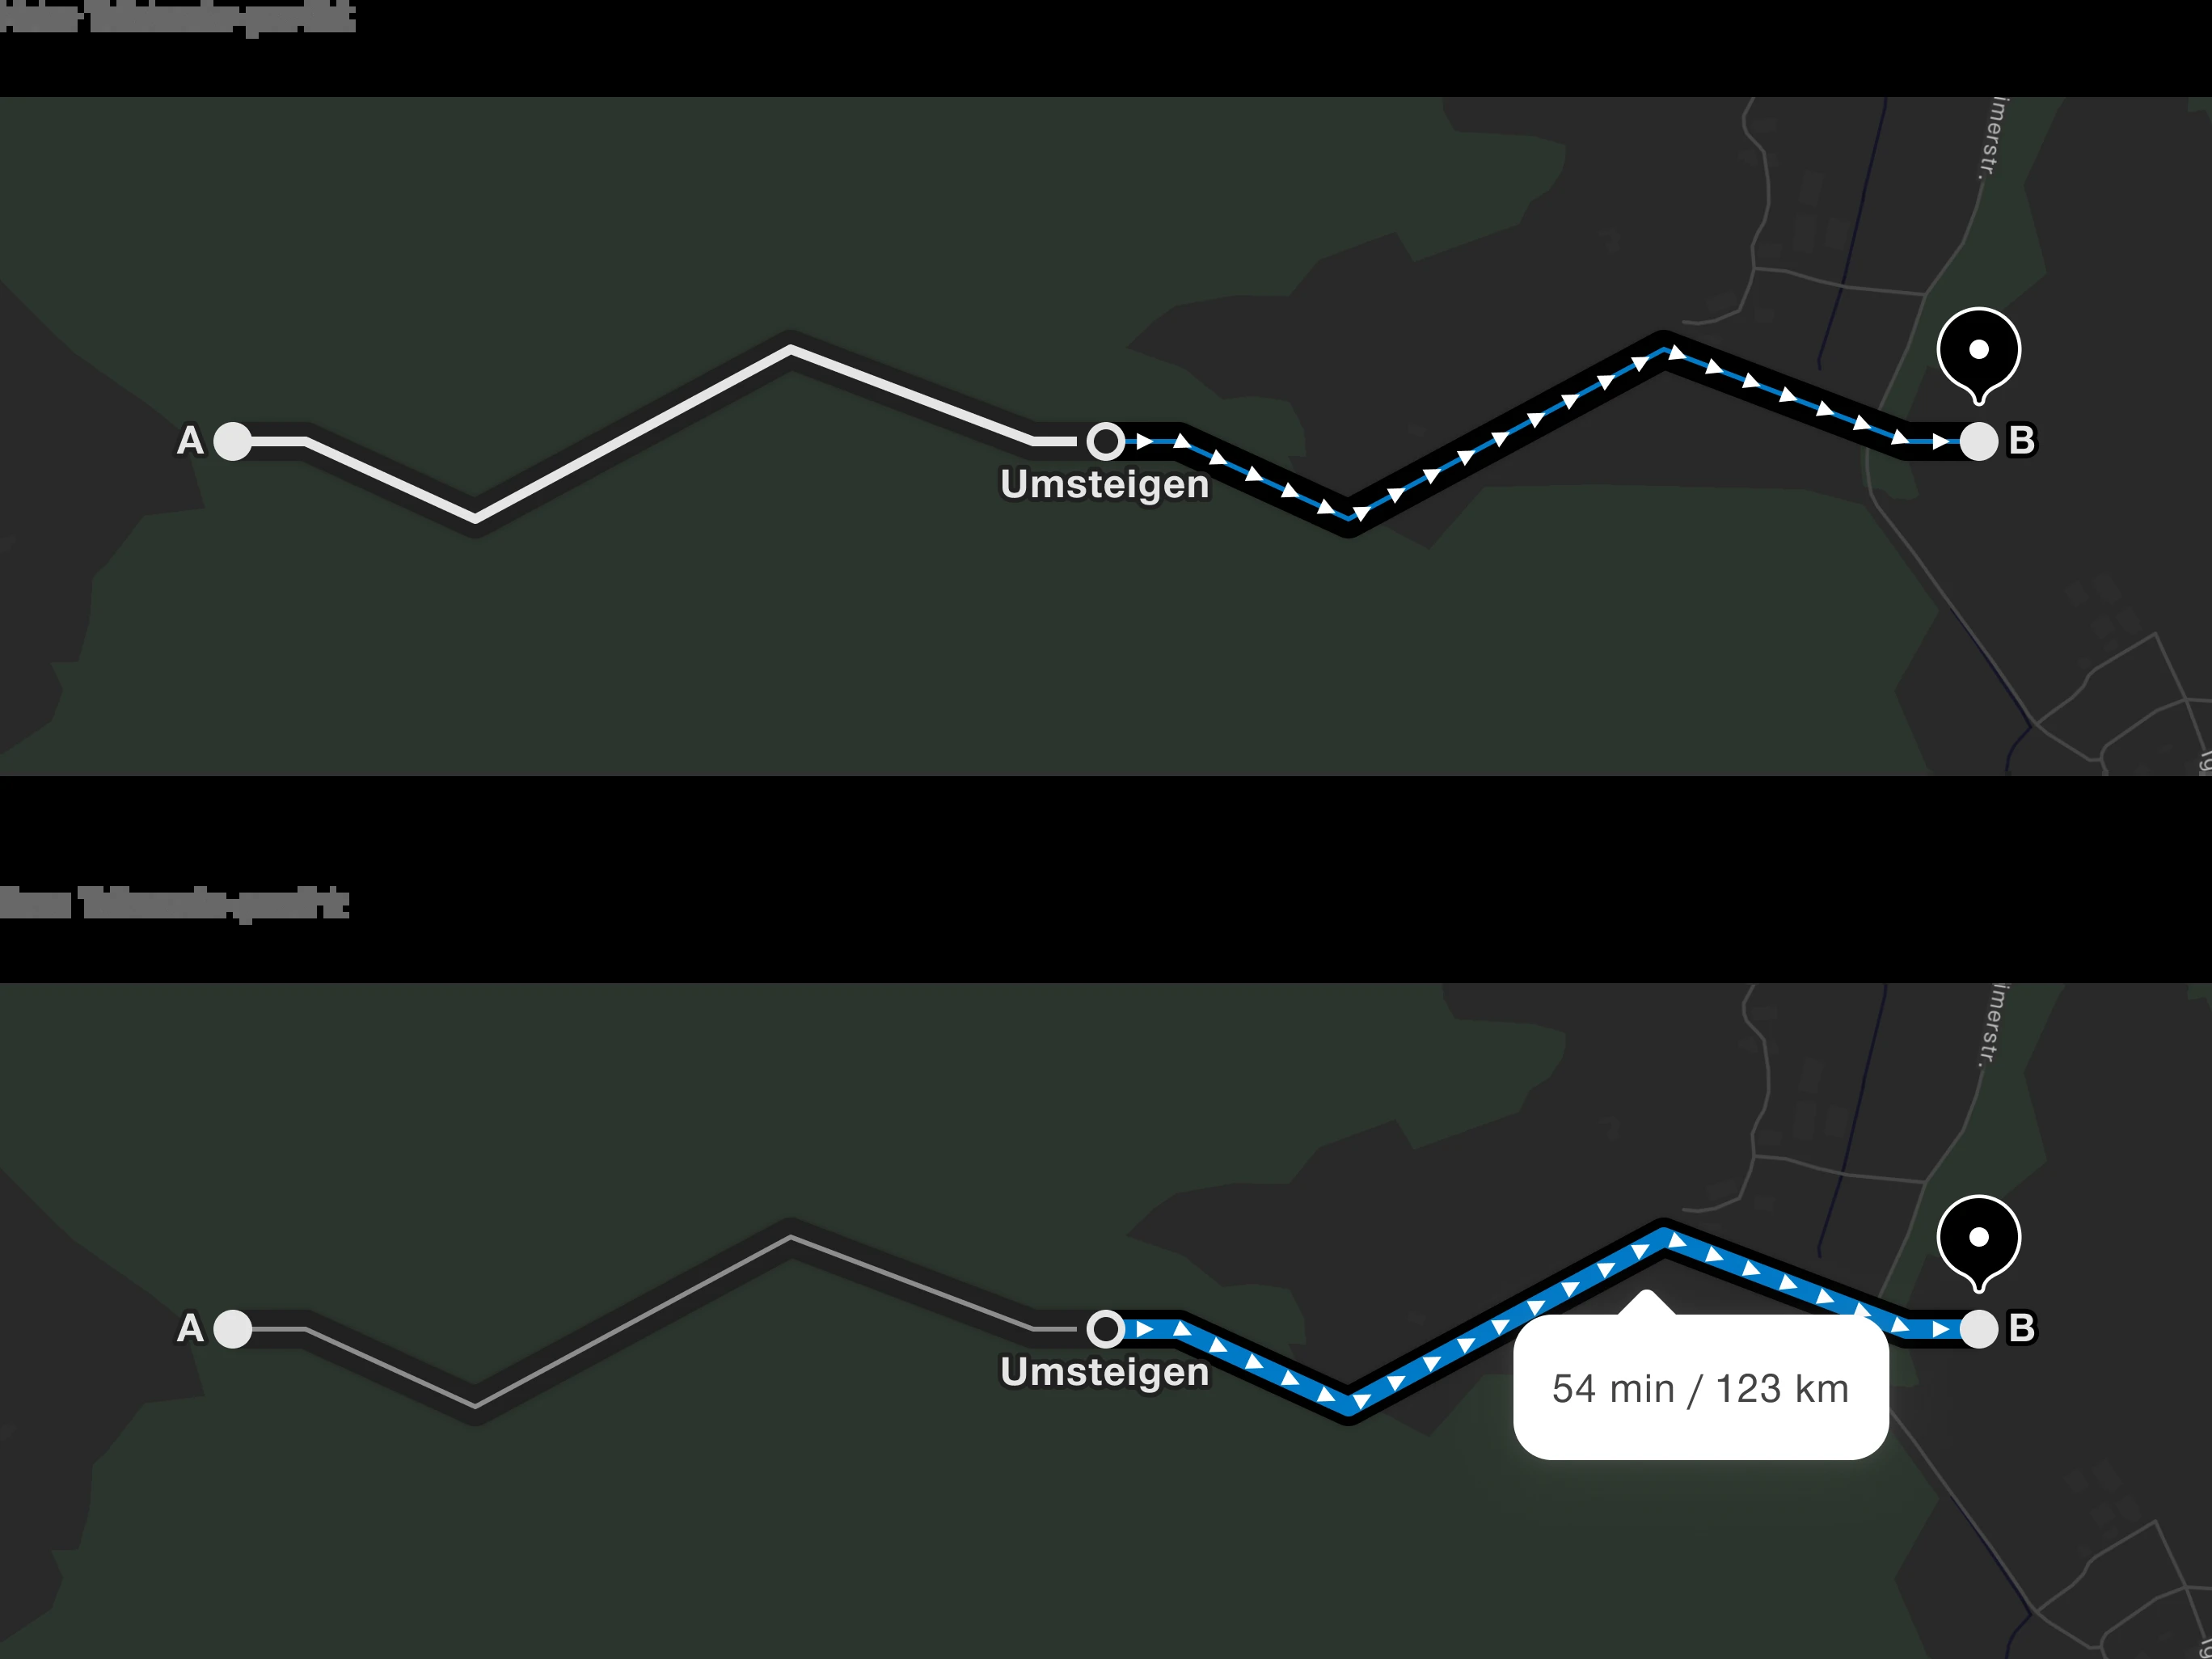 imerstr.
A
B
Umsteigen
imerstr.
A
B
Umsteigen
54 min / 123 km